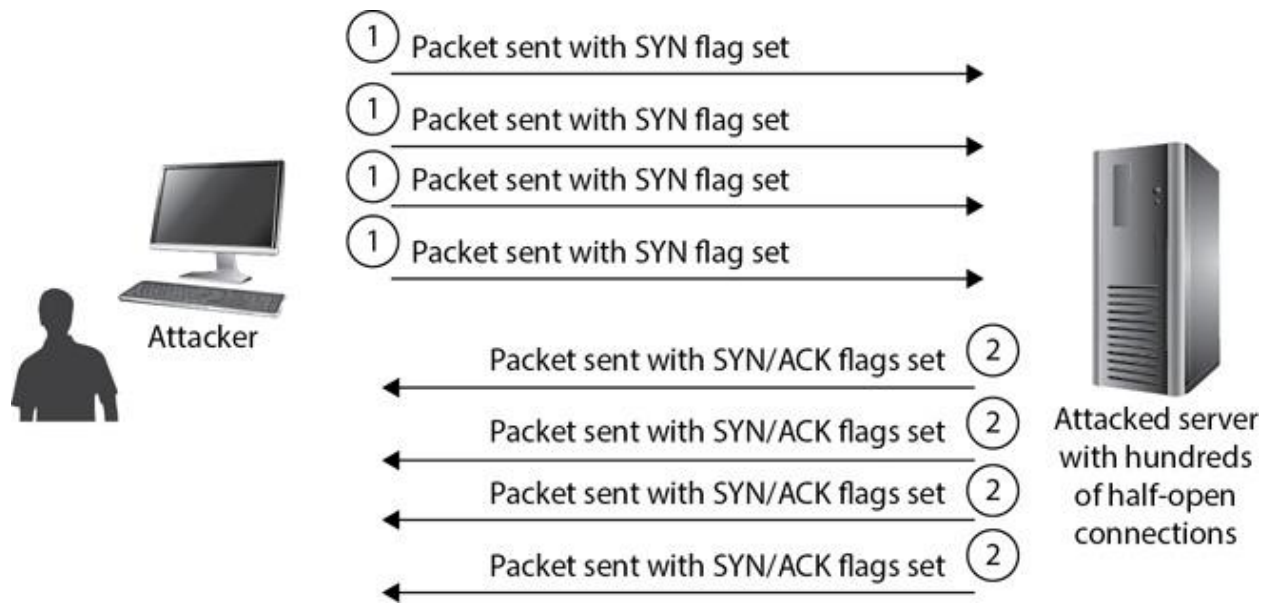 1 Packet sent with SYN flag set
1 Packet sent with SYN flag set
1 Packet sent with SYN flag set
1 Packet sent with SYN flag set
Attacker
Packet sent with SYN/ACK flags set 2
Packet sent with SYN/ACK flags set 2
Packet sent with SYN/ACK flags set 2
Packet sent with SYN/ACK flags set 2
Attacked server
with hundreds
of half-open
connections